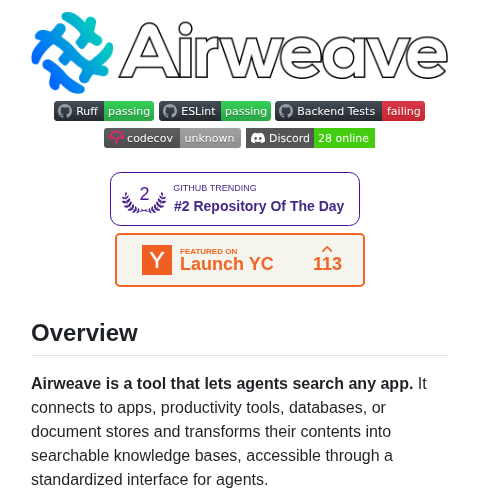 Airweave
Ruff passing ESLint passing Backend Tests failing
codecov unknown Discord 28 online
2
GITHUB TRENDING
#2 Repository Of The Day
Y
FEATURED ON
Launch YC
113
Overview
Airweave is a tool that lets agents search any app. It
connects to apps, productivity tools, databases, or
document stores and transforms their contents into
searchable knowledge bases, accessible through a
standardized interface for agents.